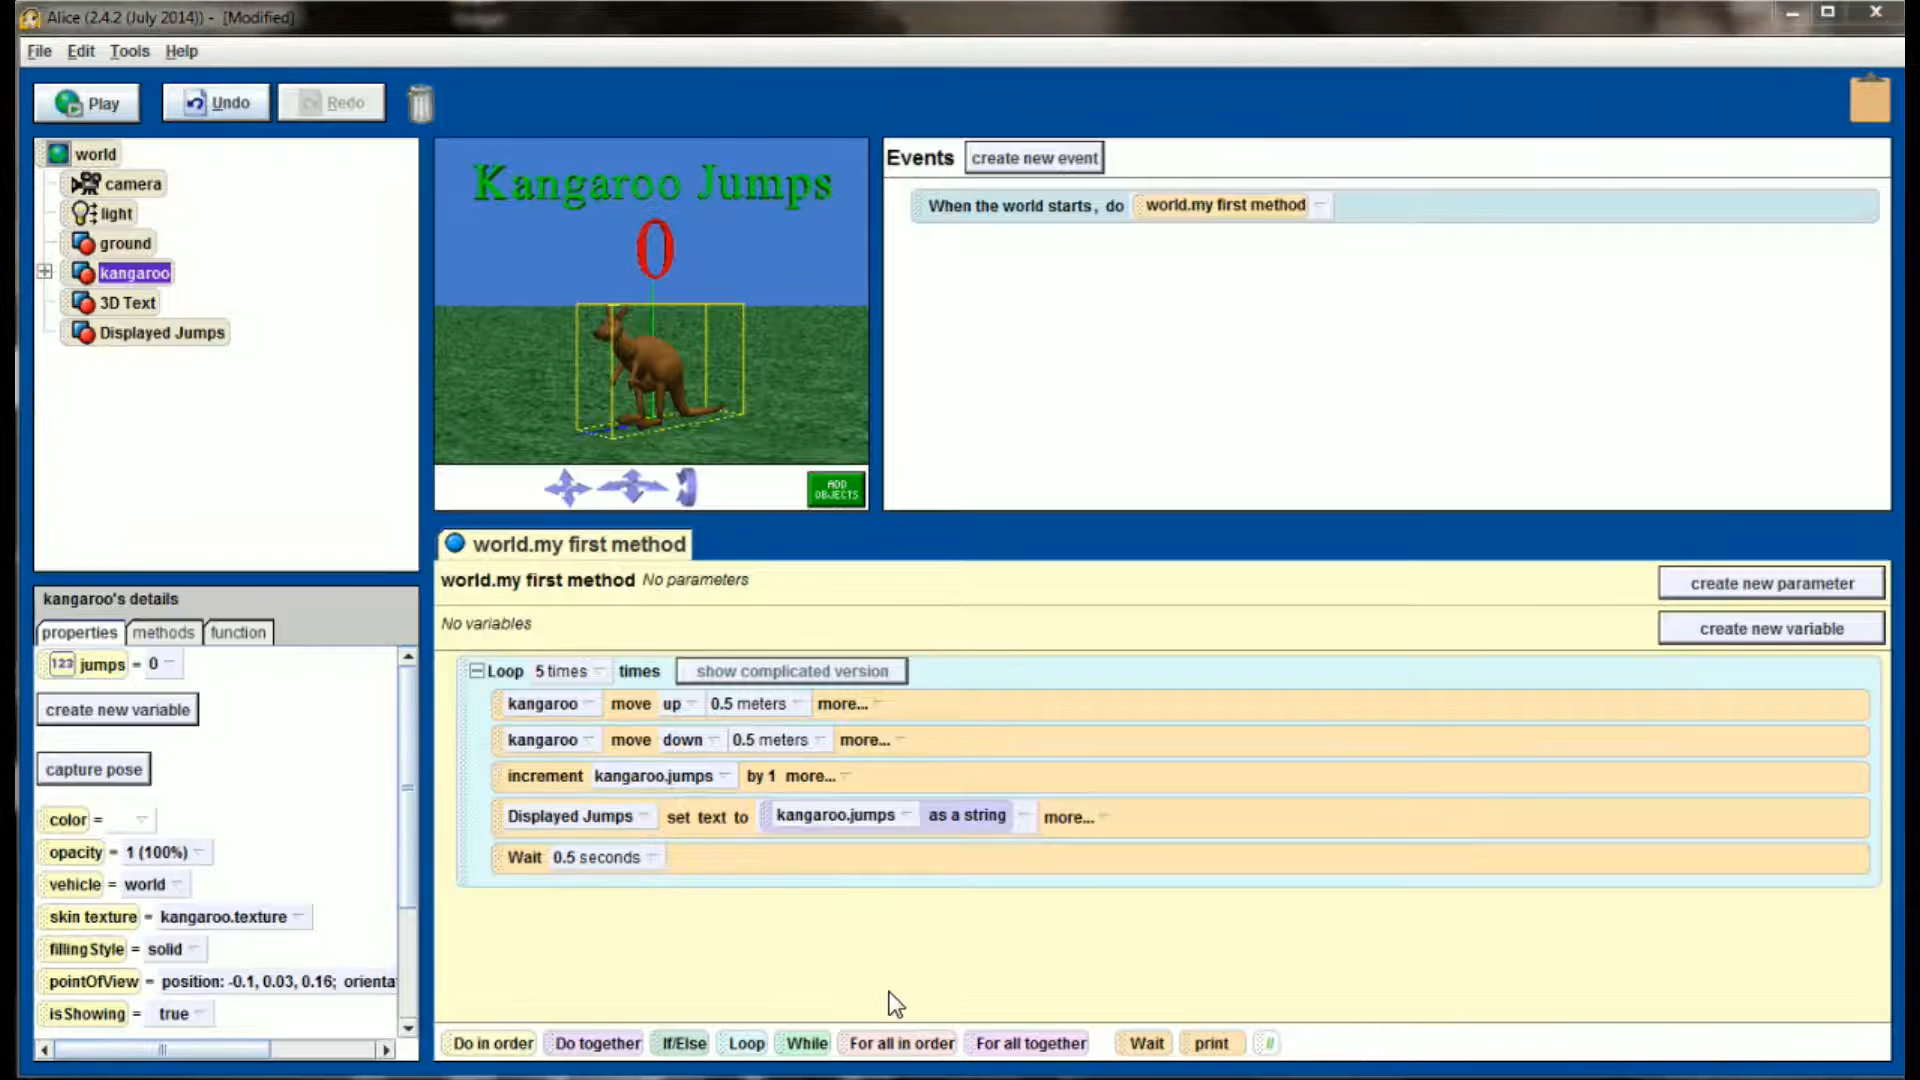 Alice (2.4.2 (July 2014)) - [Modified]
File Edit Tools Help
Play Undo Redo
world
camera
light
ground
kangaroo
3D Text
Displayed Jumps
Kangaroo Jumps
0
ADD OBJECTS
Events create new event
When the world starts, do world.my first method
kangaroo's details
properties methods function
123 jumps = 0
create new variable
capture pose
color =
opacity = 1 (100%)
vehicle = world
skin texture = kangaroo.texture
fillingStyle = solid
pointOfView = position: -0.1, 0.03, 0.16; orienta
isShowing = true
world.my first method
world.my first method No parameters
create new parameter
No variables
create new variable
Loop 5 times times show complicated version
kangaroo move up 0.5 meters more...
kangaroo move down 0.5 meters more...
increment kangaroo.jumps by 1 more...
Displayed Jumps set text to kangaroo.jumps as a string more...
Wait 0.5 seconds
Do in order Do together If/Else Loop While For all in order For all together Wait print //